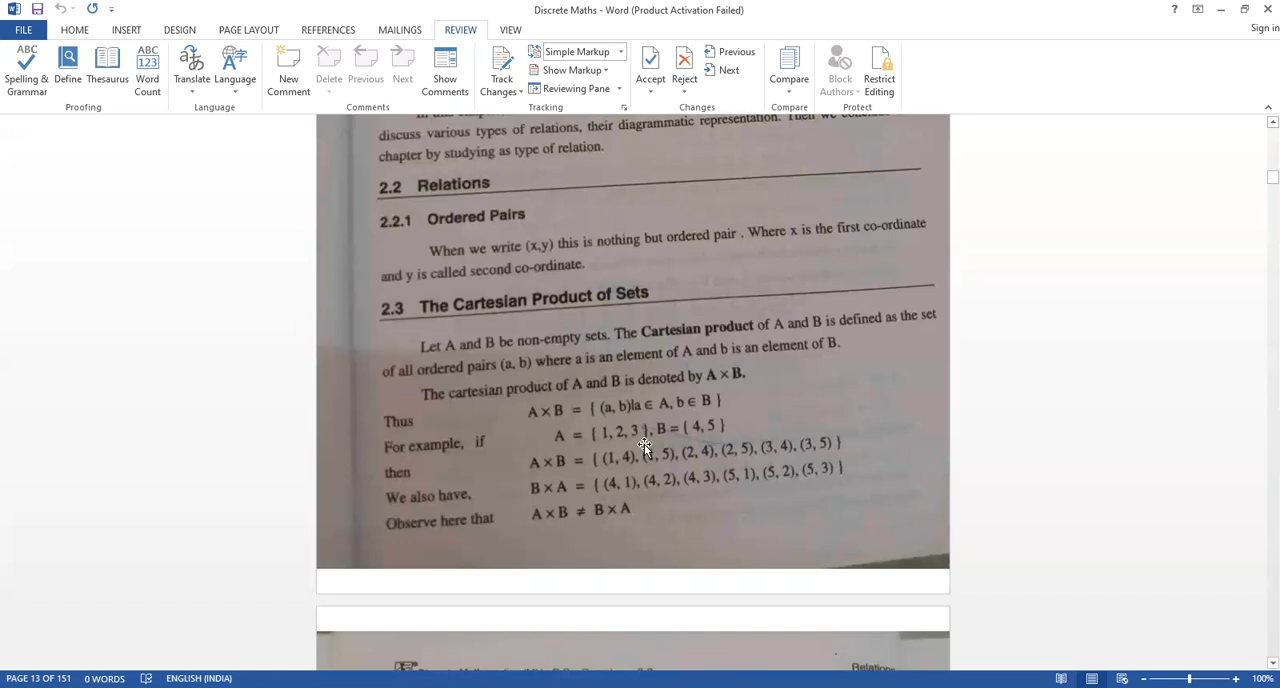 Discrete Maths - Word (Product Activation Failed)
Sign in
FILE HOME INSERT DESIGN PAGE LAYOUT REFERENCES MAILINGS REVIEW VIEW
ABC
Spelling & Grammar
Define
Thesaurus
ABC 123
Word Count
Proofing
Translate
Language
Language
New Comment
Delete
Previous
Next
Show Comments
Comments
Track Changes
Simple Markup
Show Markup
Reviewing Pane
Tracking
Accept
Reject
Previous
Next
Changes
Compare
Compare
Block Authors
Restrict Editing
Protect
discuss various types of relations, their diagrammatic representation. Then we
chapter by studying as type of relation.
2.2 Relations
2.2.1 Ordered Pairs
When we write (x,y) this is nothing but ordered pair . Where x is the first co-ordinate
and y is called second co-ordinate.
2.3 The Cartesian Product of Sets
Let A and B be non-empty sets. The Cartesian product of A and B is defined as the set
of all ordered pairs (a, b) where a is an element of A and b is an element of B.
The cartesian product of A and B is denoted by A × B.
Thus A × B = { (a, b)|a ∈ A, b ∈ B }
For example, if A = { 1, 2, 3 }, B = { 4, 5 }
then A × B = { (1, 4), (1, 5), (2, 4), (2, 5), (3, 4), (3, 5) }
We also have, B × A = { (4, 1), (4, 2), (4, 3), (5, 1), (5, 2), (5, 3) }
Observe here that A × B ≠ B × A
PAGE 13 OF 151 0 WORDS ENGLISH (INDIA) 100%